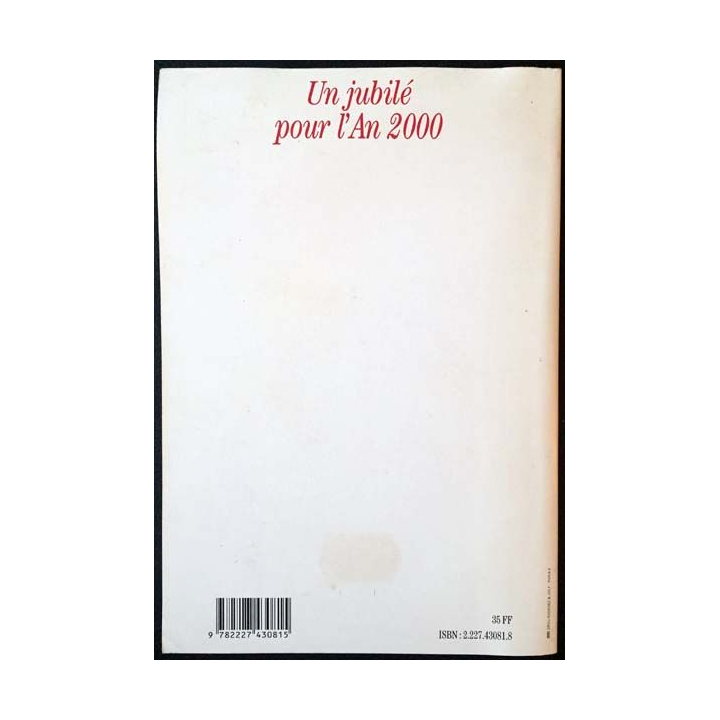 Un jubilé
pour l'An 2000
35 FF
ISBN : 2.227.43081.8
9 782227 430815